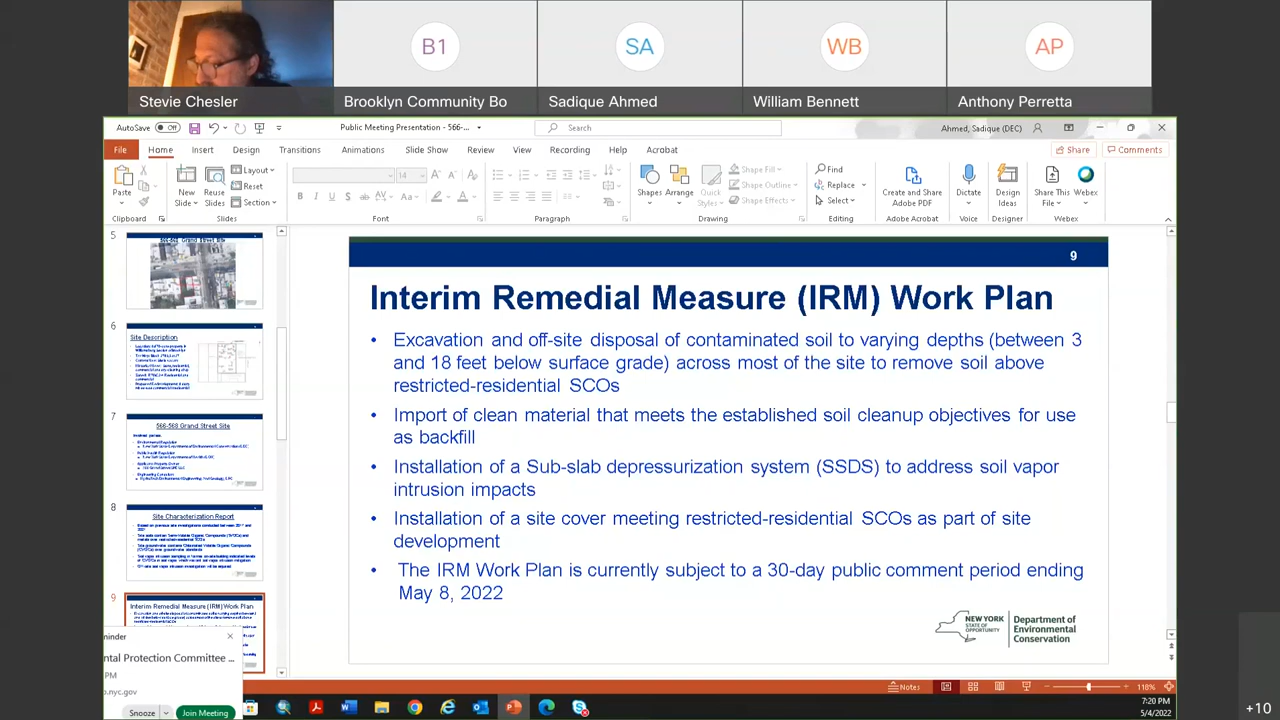 B1
SA
WB
AP
Stevie Chesler
Brooklyn Community Bo
Sadique Ahmed
William Bennett
Anthony Perretta
AutoSave Off
Public Meeting Presentation - 566-...
Search
Ahmed, Sadique (DEC)
File Home Insert Design Transitions Animations Slide Show Review View Recording Help Acrobat
Share Comments
Paste
New Slide
Reuse Slides
Layout
Reset
Section
14
Shapes
Arrange
Quick Styles
Shape Fill
Shape Outline
Shape Effects
Find
Replace
Select
Create and Share Adobe PDF
Dictate
Design Ideas
Share This File
Webex
Clipboard Slides Font Paragraph Drawing Editing Adobe Acrobat Voice Designer Webex
5
6
Site Description
7
566-568 Grand Street Site
8
Site Characterization Report
9
Interim Remedial Measure (IRM) Work Plan
9
Interim Remedial Measure (IRM) Work Plan
• Excavation and off-site disposal of contaminated soil to varying depths (between 3
and 18 feet below surface grade) across most of the site to remove soil above
restricted-residential SCOs
• Import of clean material that meets the established soil cleanup objectives for use
as backfill
• Installation of a Sub-slab depressurization system (SSDS) to address soil vapor
intrusion impacts
• Installation of a site cover meeting restricted-residential SCOs as part of site
development
• The IRM Work Plan is currently subject to a 30-day public comment period ending
May 8, 2022
NEW YORK
STATE OF
OPPORTUNITY
Department of
Environmental
Conservation
minder
ntal Protection Committee ...
PM
o.nyc.gov
Snooze
Join Meeting
Notes
118%
7:20 PM
5/4/2022
+10